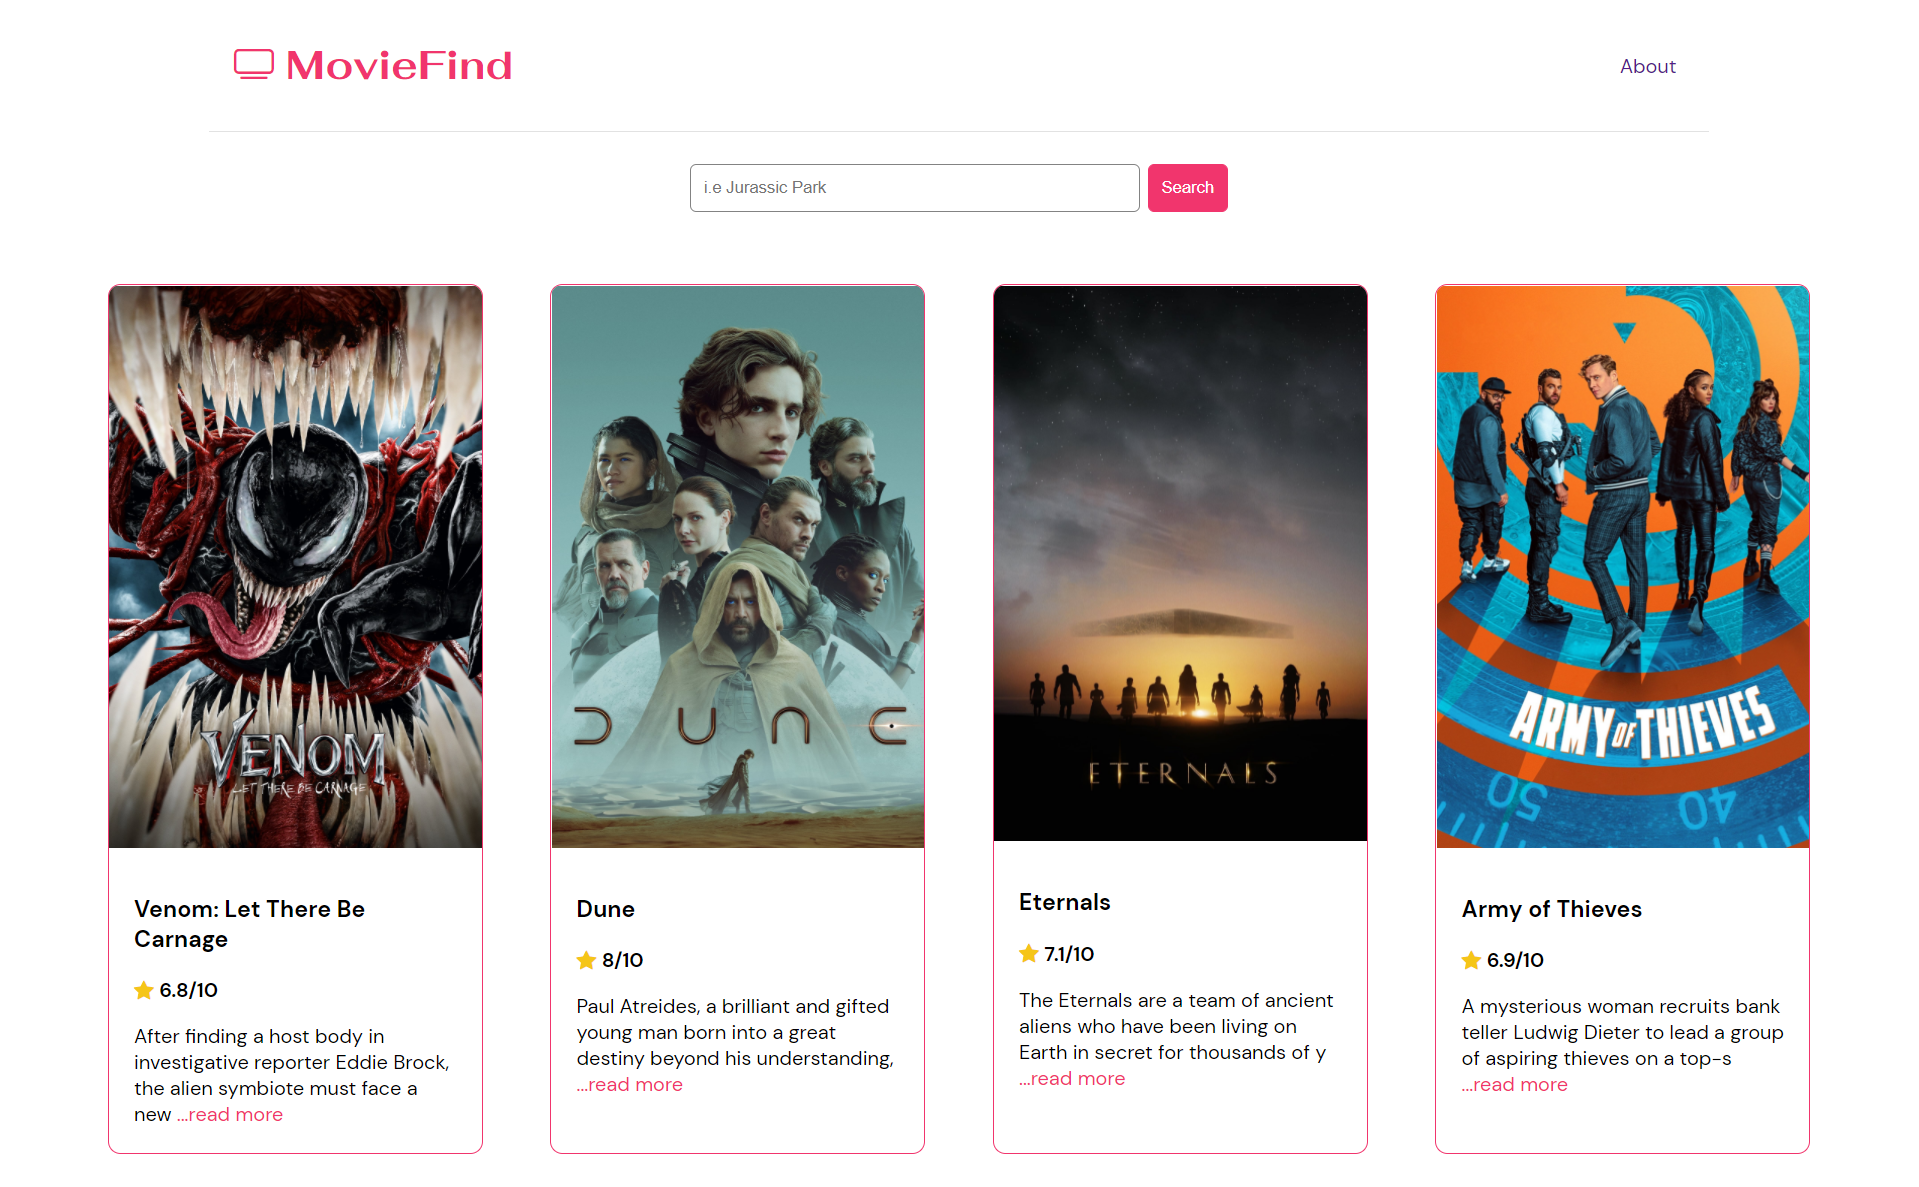 MovieFind
About
i.e Jurassic Park
Search
VENOM
LET THERE BE CARNAGE
DUNE
ETERNALS
ARMY OF THIEVES
50
40
Venom: Let There Be
Carnage
6.8/10
After finding a host body in
investigative reporter Eddie Brock,
the alien symbiote must face a
new ...read more
Dune
8/10
Paul Atreides, a brilliant and gifted
young man born into a great
destiny beyond his understanding,
...read more
Eternals
7.1/10
The Eternals are a team of ancient
aliens who have been living on
Earth in secret for thousands of y
...read more
Army of Thieves
6.9/10
A mysterious woman recruits bank
teller Ludwig Dieter to lead a group
of aspiring thieves on a top-s
...read more